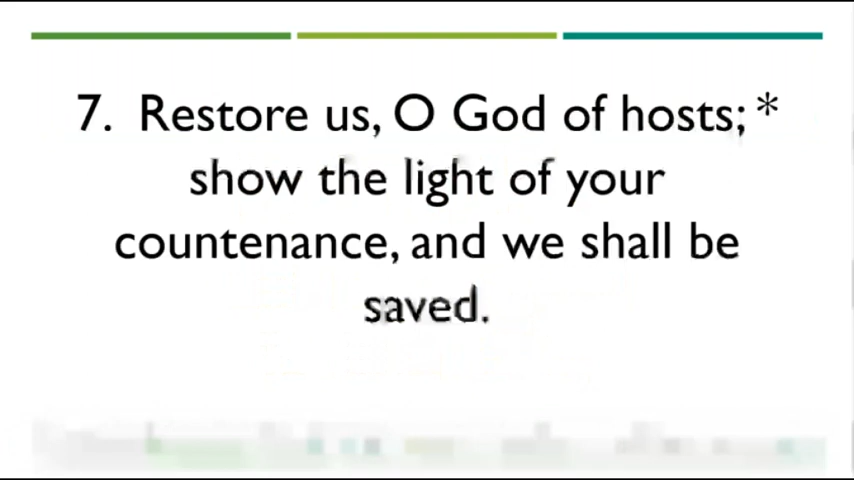 7. Restore us, O God of hosts; *
show the light of your
countenance, and we shall be
saved.